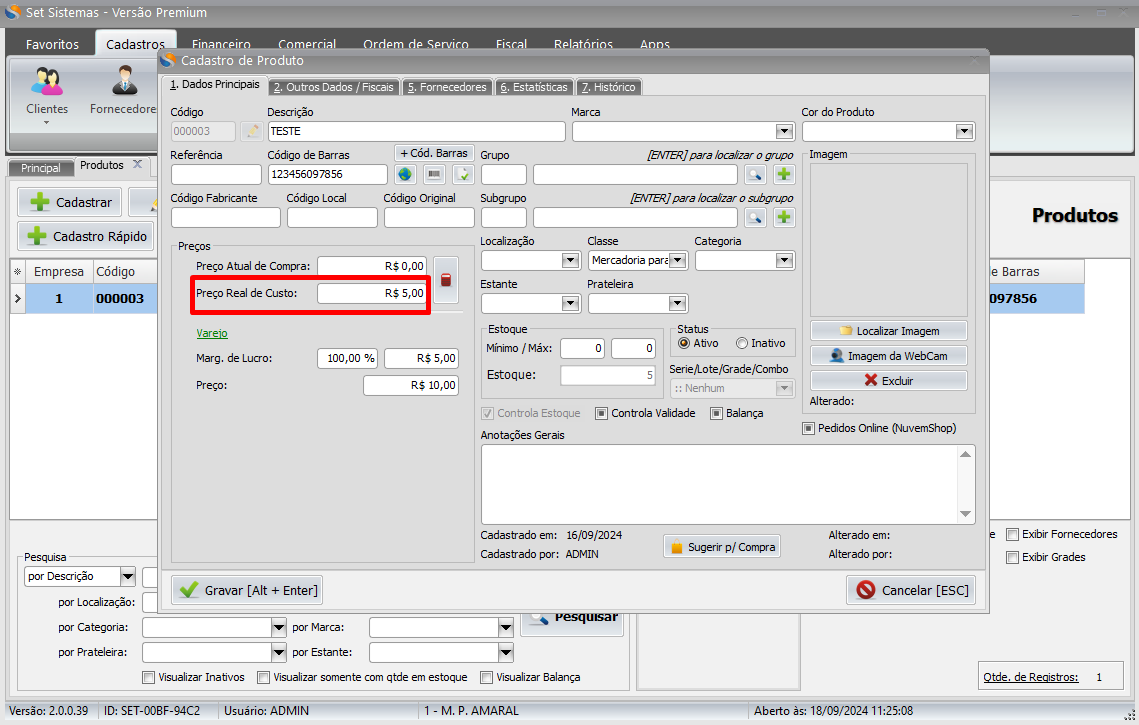 Set Sistemas - Versão Premium
Favoritos Cadastros Financeiro Comercial Ordem de Serviço Fiscal Relatórios Apps
Clientes Fornecedore
Principal Produtos
Cadastrar
Cadastro Rápido
Produtos
Empresa Código e Barras
1 000003 097856
Cadastro de Produto
1. Dados Principais 2. Outros Dados / Fiscais 5. Fornecedores 6. Estatísticas 7. Histórico
Código Descrição Marca Cor do Produto
000003 TESTE
Referência Código de Barras + Cód. Barras Grupo [ENTER] para localizar o grupo Imagem
123456097856
Código Fabricante Código Local Código Original Subgrupo [ENTER] para localizar o subgrupo
Preços
Preço Atual de Compra: R$ 0,00
Preço Real de Custo: R$ 5,00
Varejo
Marg. de Lucro: 100,00 % R$ 5,00
Preço: R$ 10,00
Localização Classe Categoria
Mercadoria para
Estante Prateleira
Estoque
Mínimo / Máx: 0 0
Estoque: 5
Status
Ativo Inativo
Serie/Lote/Grade/Combo
:: Nenhum
Controla Estoque Controla Validade Balança
Localizar Imagem
Imagem da WebCam
Excluir
Alterado:
Pedidos Online (NuvemShop)
Anotações Gerais
Cadastrado em: 16/09/2024
Cadastrado por: ADMIN
Sugerir p/ Compra
Alterado em:
Alterado por:
Gravar [Alt + Enter] Cancelar [ESC]
e Exibir Fornecedores
Exibir Grades
Pesquisa
por Descrição
por Localização:
por Categoria: por Marca:
por Prateleira: por Estante:
Pesquisar
Visualizar Inativos Visualizar somente com qtde em estoque Visualizar Balança
Qtde. de Registros: 1
Versão: 2.0.0.39 ID: SET-00BF-94C2 Usuário: ADMIN 1 - M. P. AMARAL Aberto às: 18/09/2024 11:25:08